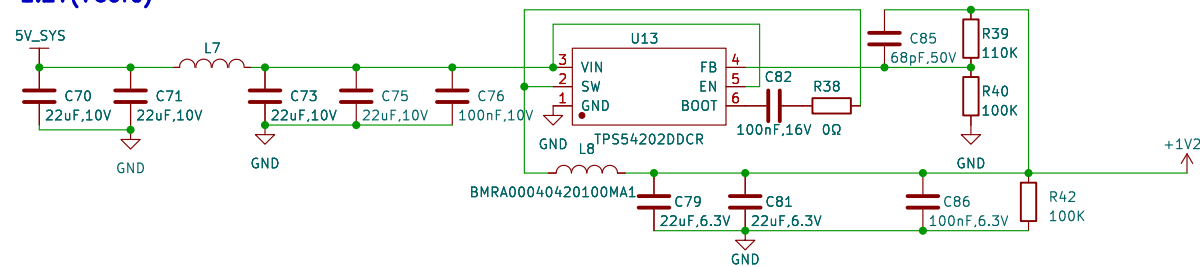 5V_SYS
L7
U13
C85
68pF,50V
R39
110K
3 VIN
FB 4
2 SW
EN 5
1 GND
BOOT 6
C82
R38
R40
100K
C70
22uF,10V
C71
22uF,10V
C73
22uF,10V
C75
22uF,10V
C76
100nF,10V
100nF,16V
0Ω
TPS54202DDCR
GND
GND
GND
GND
L8
BMRA00040420100MA1
+1V2
C79
22uF,6.3V
C81
22uF,6.3V
C86
100nF,6.3V
R42
100K
GND